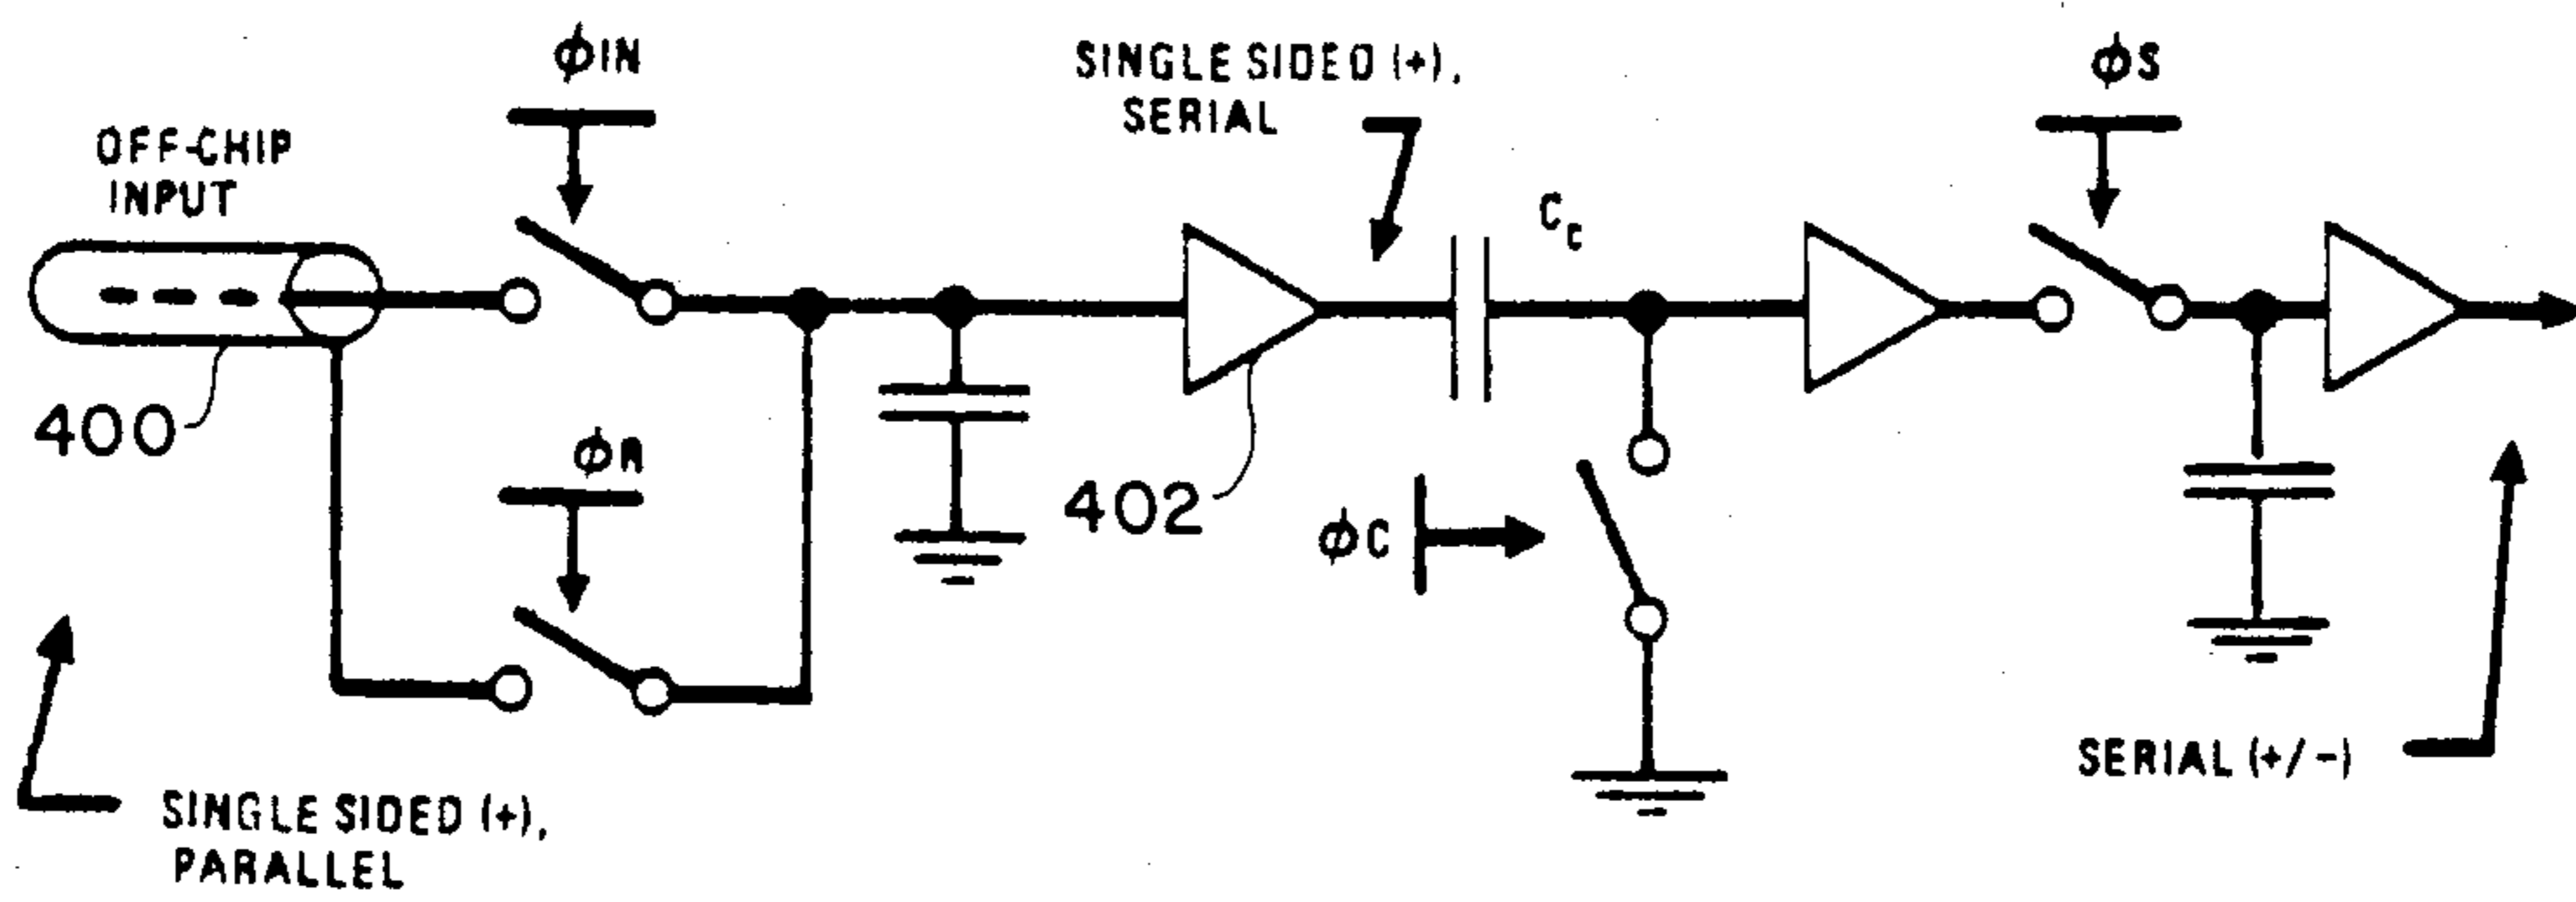 ϕIN
SINGLE SIDED (+),
SERIAL
ϕS
OFF-CHIP
INPUT
C_C
400
ϕR
402
ϕC
SERIAL (+/-)
SINGLE SIDED (+),
PARALLEL